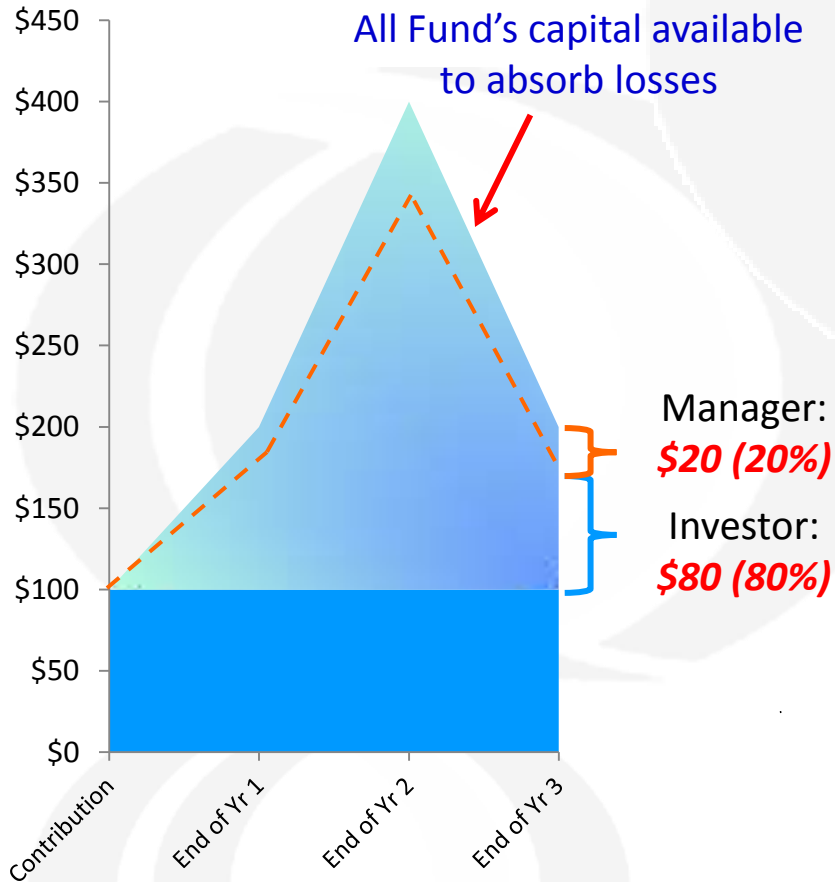 $450
All Fund’s capital available
to absorb losses
$400
$350
$300
$250
$200
$150
$100
$50
$0
Manager:
$20 (20%)
Investor:
$80 (80%)
Contribution
End of Yr 1
End of Yr 2
End of Yr 3